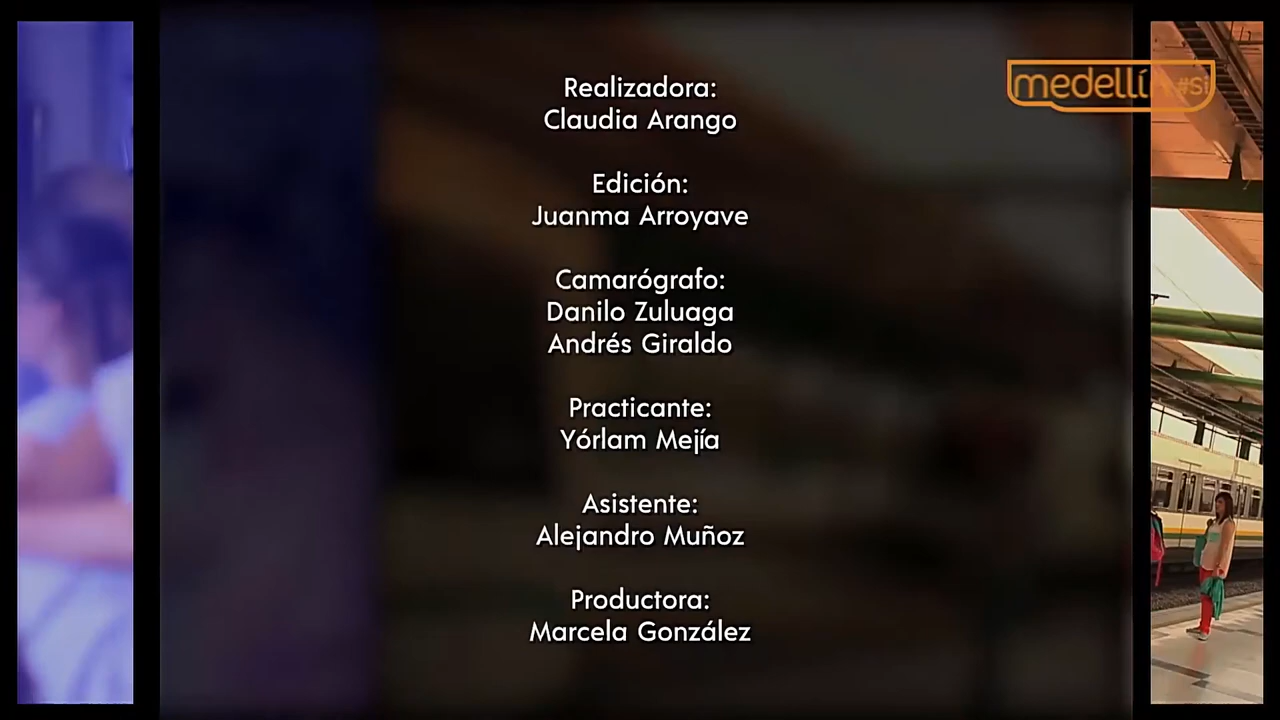 Realizadora:
Claudia Arango
Edición:
Juanma Arroyave
Camarógrafo:
Danilo Zuluaga
Andrés Giraldo
Practicante:
Yórlam Mejía
Asistente:
Alejandro Muñoz
Productora:
Marcela González
medellín #Si